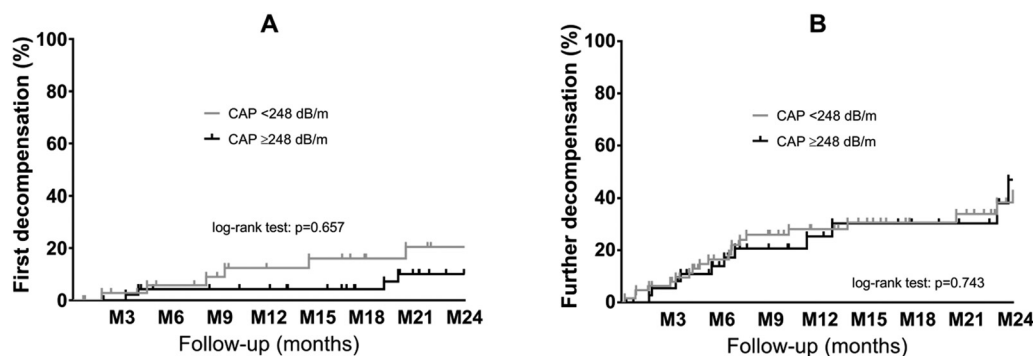 A
First decompensation (%)
100
80
60
40
20
0
CAP <248 dB/m
CAP ≥248 dB/m
log-rank test: p=0.657
M3 M6 M9 M12 M15 M18 M21 M24
Follow-up (months)
B
Further decompensation (%)
100
80
60
40
20
0
CAP <248 dB/m
CAP ≥248 dB/m
log-rank test: p=0.743
M3 M6 M9 M12 M15 M18 M21 M24
Follow-up (months)